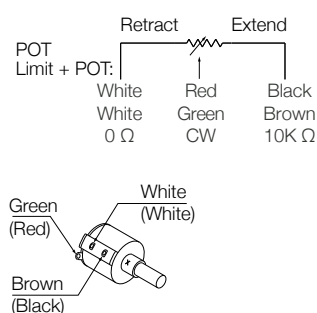 Retract Extend
POT
Limit + POT:
White Red Black
White Green Brown
0 Ω CW 10K Ω
White
(White)
Green
(Red)
Brown
(Black)